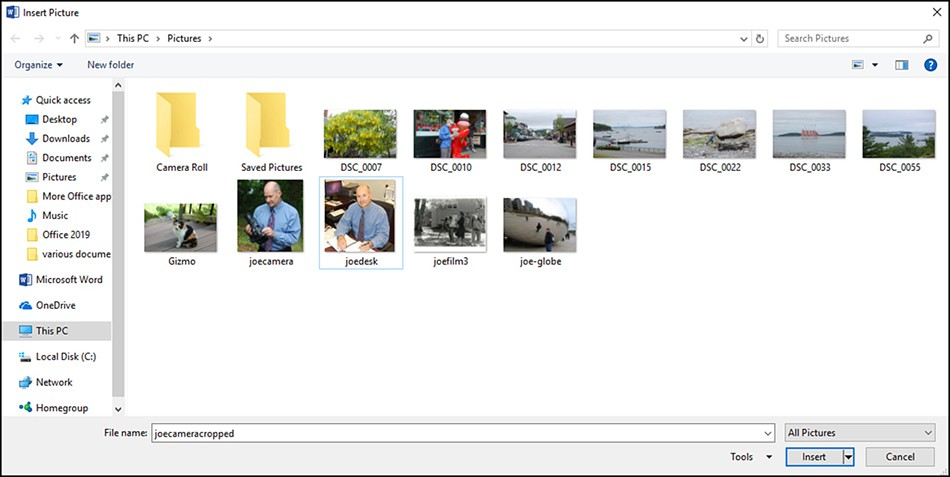 Insert Picture
This PC > Pictures >
Search Pictures
Organize
New folder
?
Quick access
Desktop
Downloads
Documents
Pictures
More Office app
Music
Office 2019
various docume
Microsoft Word
OneDrive
This PC
Local Disk (C:)
Network
Homegroup
Camera Roll
Saved Pictures
DSC_0007
DSC_0010
DSC_0012
DSC_0015
DSC_0022
DSC_0033
DSC_0055
Gizmo
joecamera
joedesk
joefilm3
joe-globe
File name: joecameracropped
All Pictures
Tools
Insert
Cancel